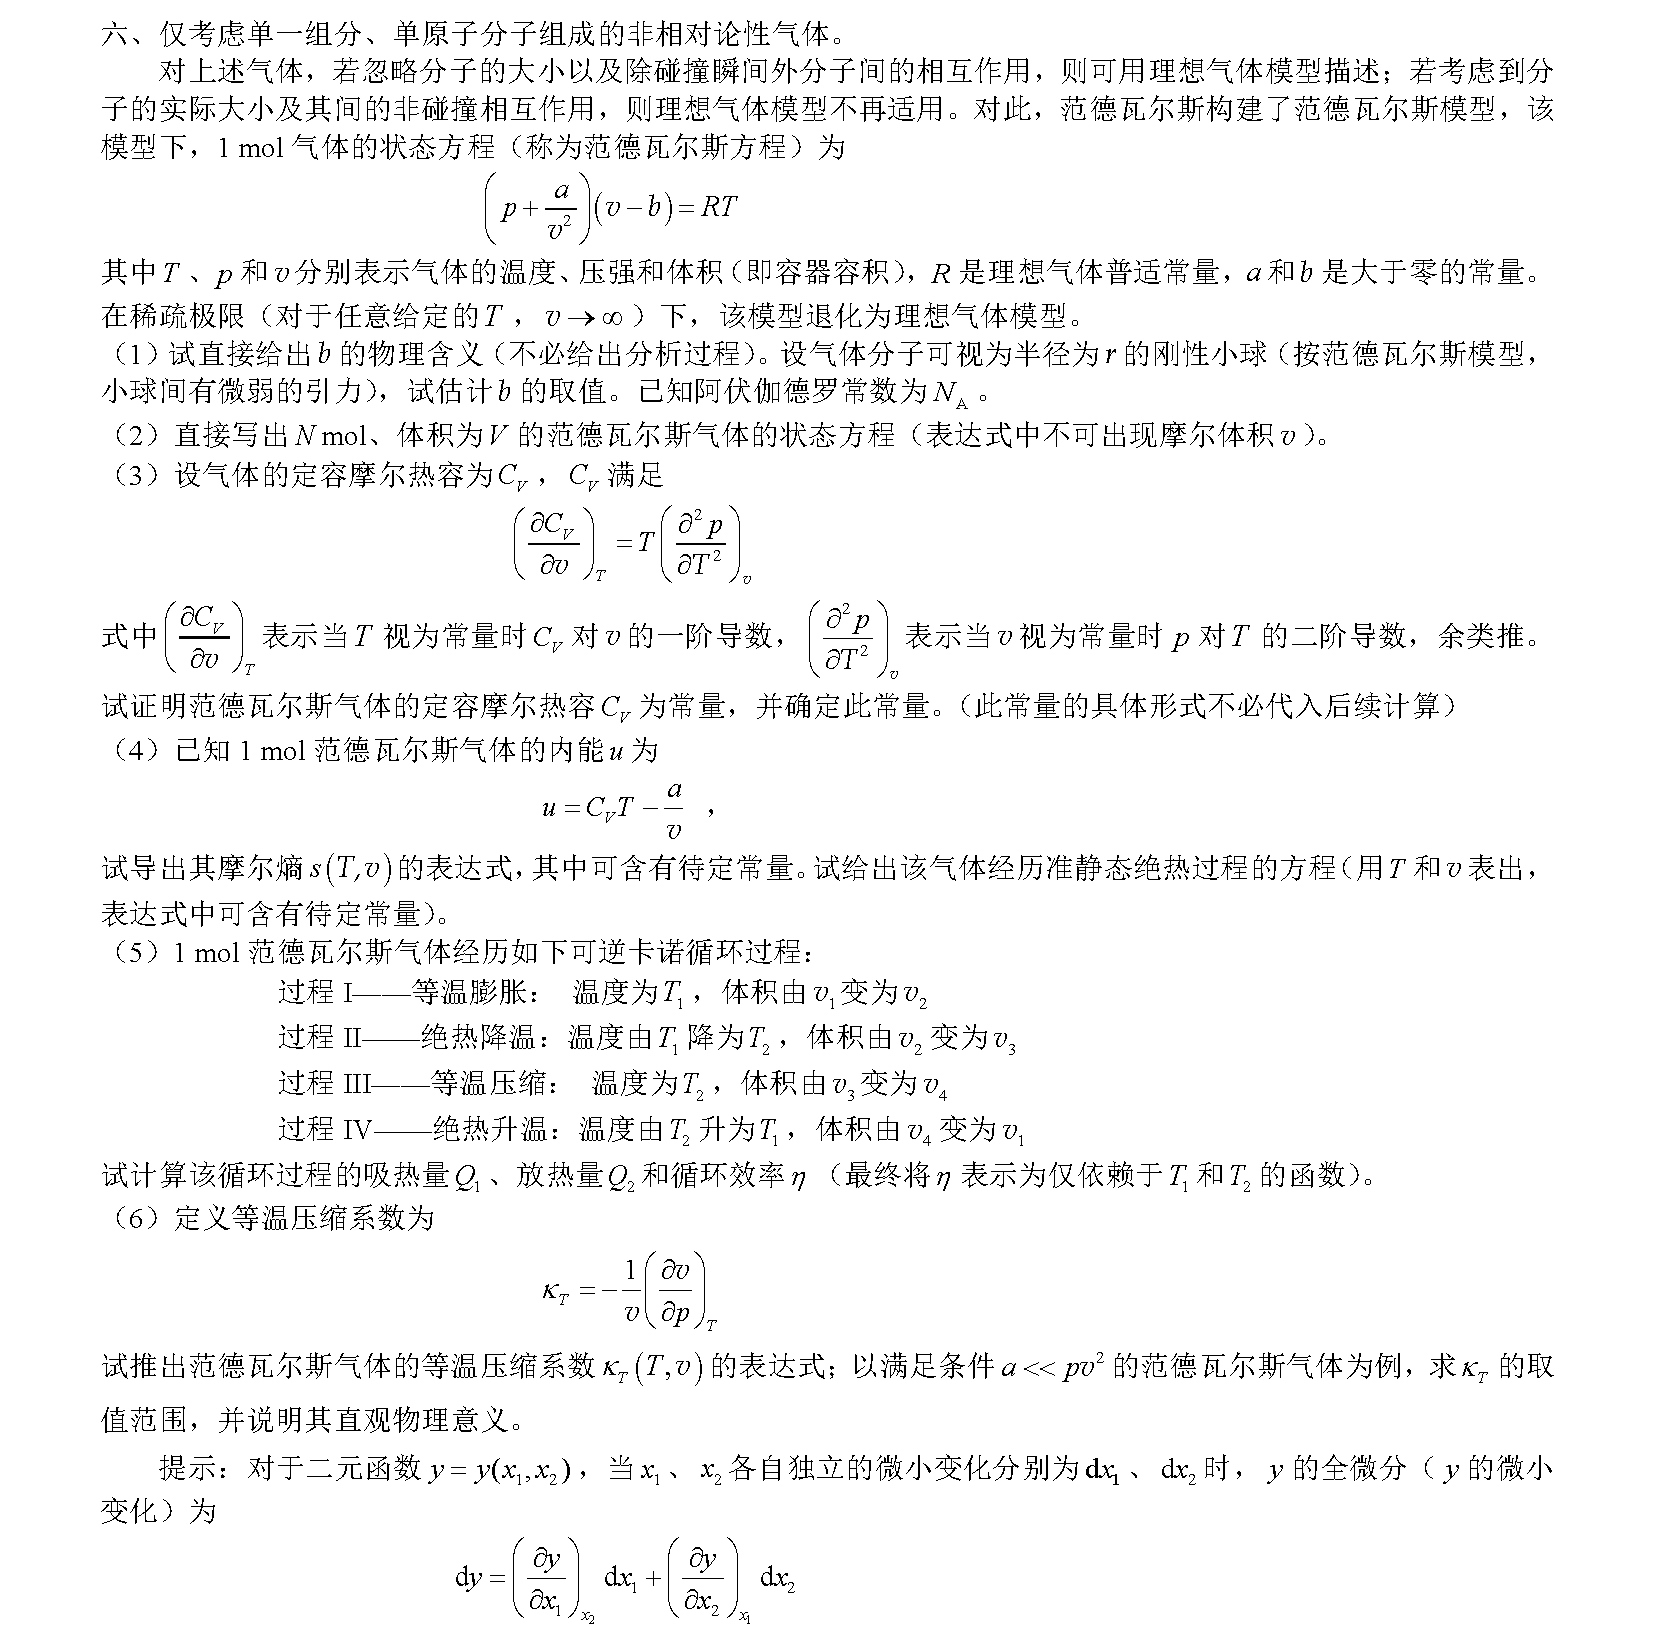 六、仅考虑单一组分、单原子分子组成的非相对论性气体。
对上述气体，若忽略分子的大小以及除碰撞瞬间外分子间的相互作用，则可用理想气体模型描述；若考虑到分
子的实际大小及其间的非碰撞相互作用，则理想气体模型不再适用。对此，范德瓦尔斯构建了范德瓦尔斯模型，该
模型下，1 mol 气体的状态方程（称为范德瓦尔斯方程）为
$\left(p+\frac{a}{v^2}\right)(v-b)=RT$
其中 $T$ 、$p$ 和 $v$ 分别表示气体的温度、压强和体积（即容器容积），$R$ 是理想气体普适常量，$a$ 和 $b$ 是大于零的常量。
在稀疏极限（对于任意给定的 $T$ ，$v \to \infty$）下，该模型退化为理想气体模型。
（1）试直接给出 $b$ 的物理含义（不必给出分析过程）。设气体分子可视为半径为 $r$ 的刚性小球（按范德瓦尔斯模型，
小球间有微弱的引力），试估计 $b$ 的取值。已知阿伏伽德罗常数为 $N_A$ 。
（2）直接写出 $N$ mol、体积为 $V$ 的范德瓦尔斯气体的状态方程（表达式中不可出现摩尔体积 $v$）。
（3）设气体的定容摩尔热容为 $C_V$ ，$C_V$ 满足
$\left(\frac{\partial C_V}{\partial v}\right)_T=T\left(\frac{\partial^2 p}{\partial T^2}\right)_v$
式中 $\left(\frac{\partial C_V}{\partial v}\right)_T$ 表示当 $T$ 视为常量时 $C_V$ 对 $v$ 的一阶导数，$\left(\frac{\partial^2 p}{\partial T^2}\right)_v$ 表示当 $v$ 视为常量时 $p$ 对 $T$ 的二阶导数，余类推。
试证明范德瓦尔斯气体的定容摩尔热容 $C_V$ 为常量，并确定此常量。（此常量的具体形式不必代入后续计算）
（4）已知 1 mol 范德瓦尔斯气体的内能 $u$ 为
$u=C_VT-\frac{a}{v}$ ，
试导出其摩尔熵 $s(T,v)$ 的表达式，其中可含有待定常量。试给出该气体经历准静态绝热过程的方程（用 $T$ 和 $v$ 表出，
表达式中可含有待定常量）。
（5）1 mol 范德瓦尔斯气体经历如下可逆卡诺循环过程：
过程 I——等温膨胀： 温度为 $T_1$ ，体积由 $v_1$ 变为 $v_2$
过程 II——绝热降温：温度由 $T_1$ 降为 $T_2$ ，体积由 $v_2$ 变为 $v_3$
过程 III——等温压缩： 温度为 $T_2$ ，体积由 $v_3$ 变为 $v_4$
过程 IV——绝热升温：温度由 $T_2$ 升为 $T_1$ ，体积由 $v_4$ 变为 $v_1$
试计算该循环过程的吸热量 $Q_1$ 、放热量 $Q_2$ 和循环效率 $\eta$ （最终将 $\eta$ 表示为仅依赖于 $T_1$ 和 $T_2$ 的函数）。
（6）定义等温压缩系数为
$\kappa_T=-\frac{1}{v}\left(\frac{\partial v}{\partial p}\right)_T$
试推出范德瓦尔斯气体的等温压缩系数 $\kappa_T(T,v)$ 的表达式；以满足条件 $a << pv^2$ 的范德瓦尔斯气体为例，求 $\kappa_T$ 的取
值范围，并说明其直观物理意义。
提示：对于二元函数 $y=y(x_1,x_2)$ ，当 $x_1$ 、$x_2$ 各自独立的微小变化分别为 $\mathrm{d}x_1$ 、$\mathrm{d}x_2$ 时，$y$ 的全微分（$y$ 的微小
变化）为
$\mathrm{d}y=\left(\frac{\partial y}{\partial x_1}\right)_{x_2}\mathrm{d}x_1+\left(\frac{\partial y}{\partial x_2}\right)_{x_1}\mathrm{d}x_2$